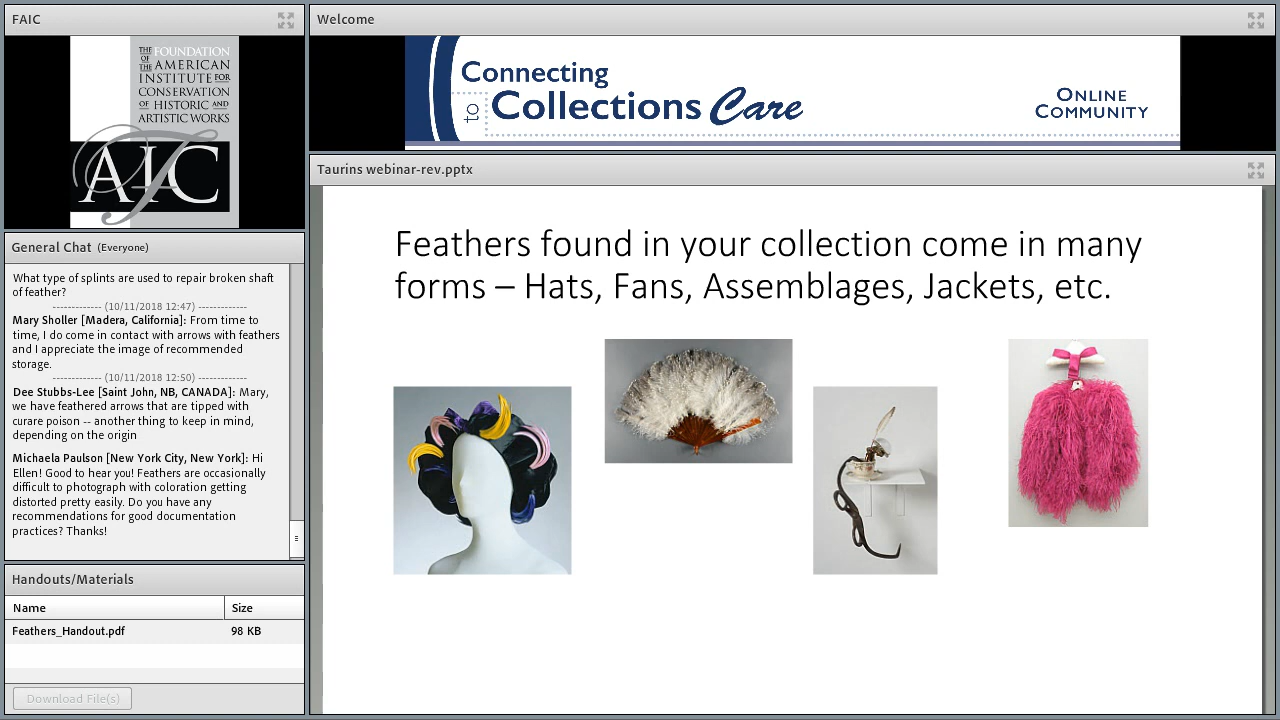 FAIC
THE FOUNDATION
OF THE AMERICAN
INSTITUTE FOR
CONSERVATION
OF HISTORIC AND
ARTISTIC WORKS
AIC
General Chat (Everyone)
What type of splints are used to repair broken shaft
of feather?
------------- (10/11/2018 12:47) -------------
Mary Sholler [Madera, California]: From time to
time, I do come in contact with arrows with feathers
and I appreciate the image of recommended
storage.
------------- (10/11/2018 12:50) -------------
Dee Stubbs-Lee [Saint John, NB, CANADA]: Mary,
we have feathered arrows that are tipped with
curare poison -- another thing to keep in mind,
depending on the origin
Michaela Paulson [New York City, New York]: Hi
Ellen! Good to hear you! Feathers are occasionally
difficult to photograph with coloration getting
distorted pretty easily. Do you have any
recommendations for good documentation
practices? Thanks!
Handouts/Materials
Name Size
Feathers_Handout.pdf 98 KB
Download File(s)
Welcome
Connecting
to Collections Care
ONLINE
COMMUNITY
Taurins webinar-rev.pptx
Feathers found in your collection come in many
forms – Hats, Fans, Assemblages, Jackets, etc.